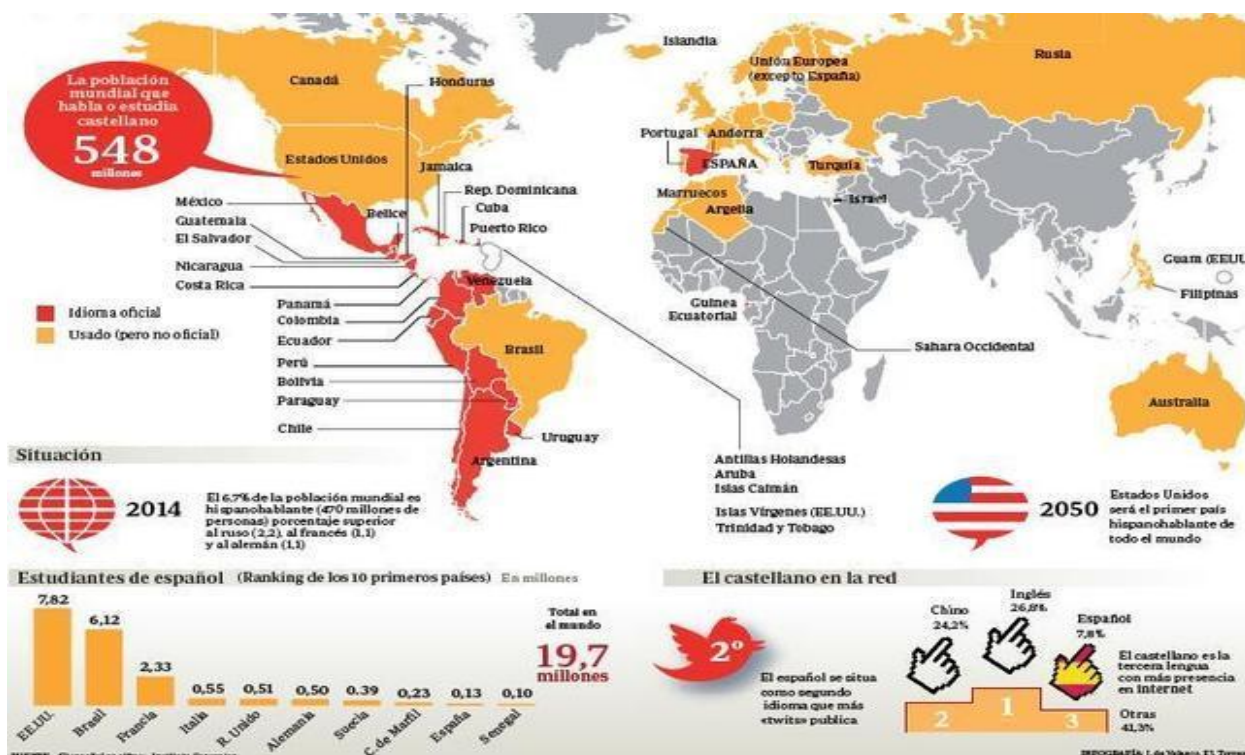 La población
mundial que
habla o estudia
castellano
548
millones
Canadá
Honduras
Estados Unidos
Jamaica
Rep. Dominicana
Cuba
Puerto Rico
México
Belice
Guatemala
El Salvador
Nicaragua
Costa Rica
Venezuela
Panamá
Colombia
Ecuador
Brasil
Perú
Bolivia
Paraguay
Chile
Uruguay
Argentina
Idioma oficial
Usado (pero no oficial)
Islandia
Rusia
Unión Europea
(excepto España)
Portugal
Andorra
ESPAÑA
Turquía
Marruecos
Argelia
Israel
Guam (EEUU
Filipinas
Guinea
Ecuatorial
Sahara Occidental
Australia
Antillas Holandesas
Aruba
Islas Caimán
Islas Vírgenes (EE.UU.)
Trinidad y Tobago
Situación
2014
El 6,7% de la población mundial es
hispanohablante (470 millones de
personas) porcentaje superior
al ruso (2,2), al francés (1,1)
y al alemán (1,1)
2050
Estados Unidos
será el primer país
hispanohablante de
todo el mundo
Estudiantes de español (Ranking de los 10 primeros países) En millones
7,82
6,12
2,33
0,55
0,51
0,50
0.39
0,23
0,13
0,10
EE.UU.
Brasil
Francia
Italia
R. Unido
Alemania
Suecia
C. de Marfil
España
Senegal
Total en
el mundo
19,7
millones
El castellano en la red
2º
El español se situa
como segundo
idioma que más
«twits» publica
Chino
24,2%
Inglés
26,8%
Español
7,8%
2
1
3
El castellano es la
tercera lengua
con más presencia
en Internet
Otras
41,3%